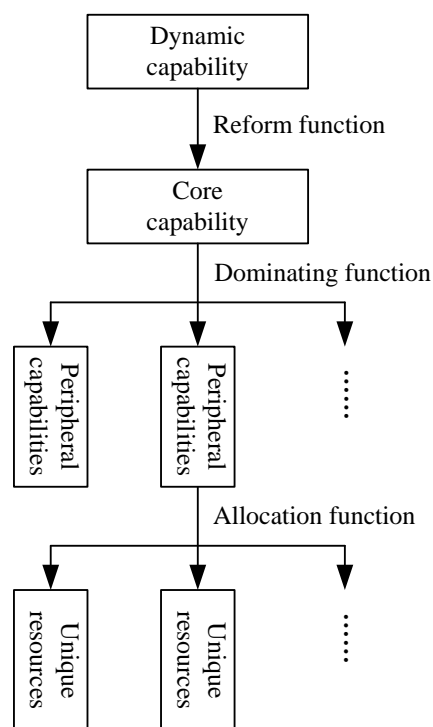 Dynamic
capability
Reform function
Core
capability
Dominating function
Peripheral
capabilities
Peripheral
capabilities
......
Allocation function
Unique
resources
Unique
resources
......